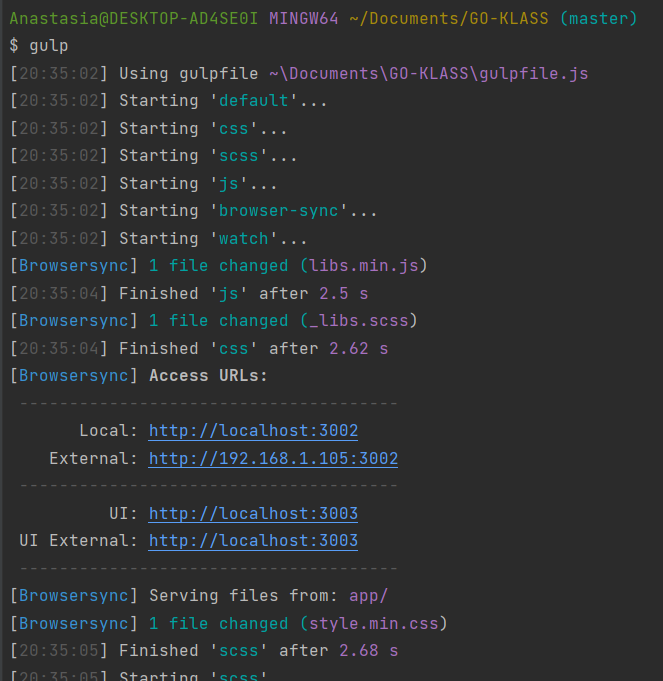 Anastasia@DESKTOP-AD4SE0I MINGW64 ~/Documents/GO-KLASS (master)
$ gulp
[20:35:02] Using gulpfile ~\Documents\GO-KLASS\gulpfile.js
[20:35:02] Starting 'default'...
[20:35:02] Starting 'css'...
[20:35:02] Starting 'scss'...
[20:35:02] Starting 'js'...
[20:35:02] Starting 'browser-sync'...
[20:35:02] Starting 'watch'...
[Browsersync] 1 file changed (libs.min.js)
[20:35:04] Finished 'js' after 2.5 s
[Browsersync] 1 file changed (_libs.scss)
[20:35:04] Finished 'css' after 2.62 s
[Browsersync] Access URLs:
--------------------------------------
Local: http://localhost:3002
External: http://192.168.1.105:3002
--------------------------------------
UI: http://localhost:3003
UI External: http://localhost:3003
--------------------------------------
[Browsersync] Serving files from: app/
[Browsersync] 1 file changed (style.min.css)
[20:35:05] Finished 'scss' after 2.68 s
[20:35:05] Starting 'scss'